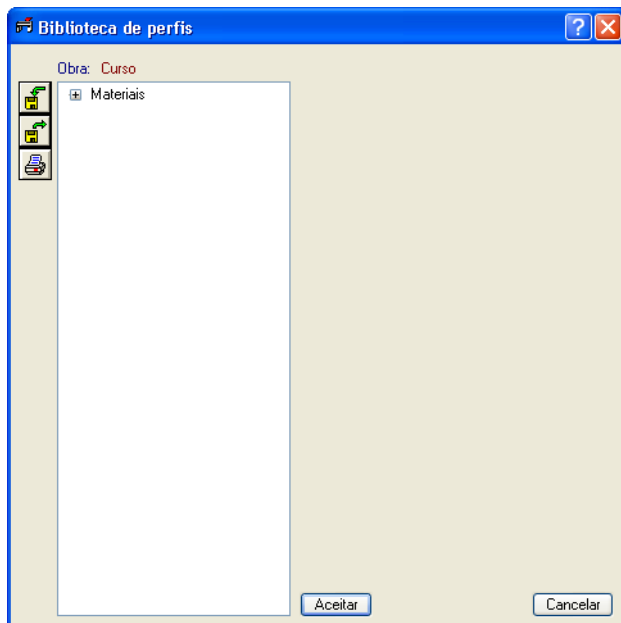 Biblioteca de perfis
Obra: Curso
Materiais
Aceitar
Cancelar